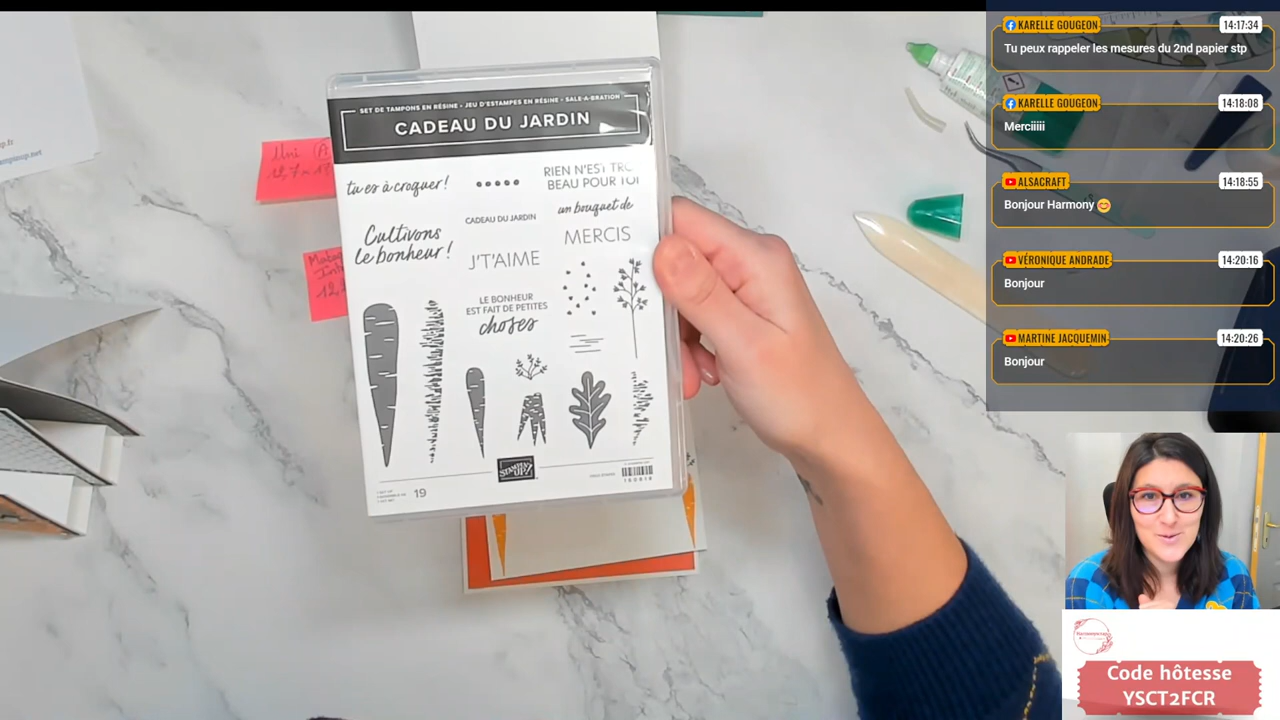 SET DE TAMPONS EN RÉSINE • JEU D'ESTAMPES EN RÉSINE • SALE-A-BRATION
CADEAU DU JARDIN
tu es à croquer!
RIEN N'EST
BEAU POUR TOI
CADEAU DU JARDIN
un bouquet de
MERCIS
Cultivons
le bonheur!
J'T'AIME
LE BONHEUR
EST FAIT DE PETITES
choses
STAMPIN' UP!
19
Uni
KARELLE GOUGEON
14:17:34
Tu peux rappeler les mesures du 2nd papier stp
KARELLE GOUGEON
14:18:08
Merciiiii
ALSACRAFT
14:18:55
Bonjour Harmony 😊
VÉRONIQUE ANDRADE
14:20:16
Bonjour
MARTINE JACQUEMIN
14:20:26
Bonjour
Code hôtesse
YSCT2FCR